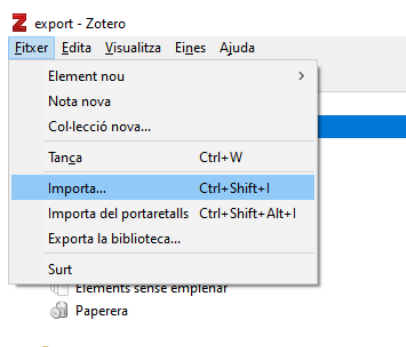 Z export - Zotero
Fitxer Edita Visualitza Eines Ajuda
Element nou
Nota nova
Col·lecció nova...
Tanca Ctrl+W
Importa... Ctrl+Shift+I
Importa del portaretalls Ctrl+Shift+Alt+I
Exporta la biblioteca...
Surt
Elements sense emplenar
Paperera